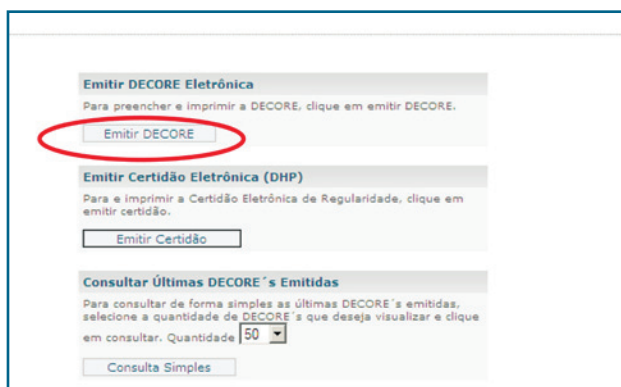 Emitir DECORE Eletrônica
Para preencher e imprimir a DECORE, clique em emitir DECORE.
Emitir DECORE
Emitir Certidão Eletrônica (DHP)
Para e imprimir a Certidão Eletrônica de Regularidade, clique em
emitir certidão.
Emitir Certidão
Consultar Últimas DECORE´s Emitidas
Para consultar de forma simples as últimas DECORE´s emitidas,
selecione a quantidade de DECORE´s que deseja visualizar e clique
em consultar. Quantidade 50
Consulta Simples